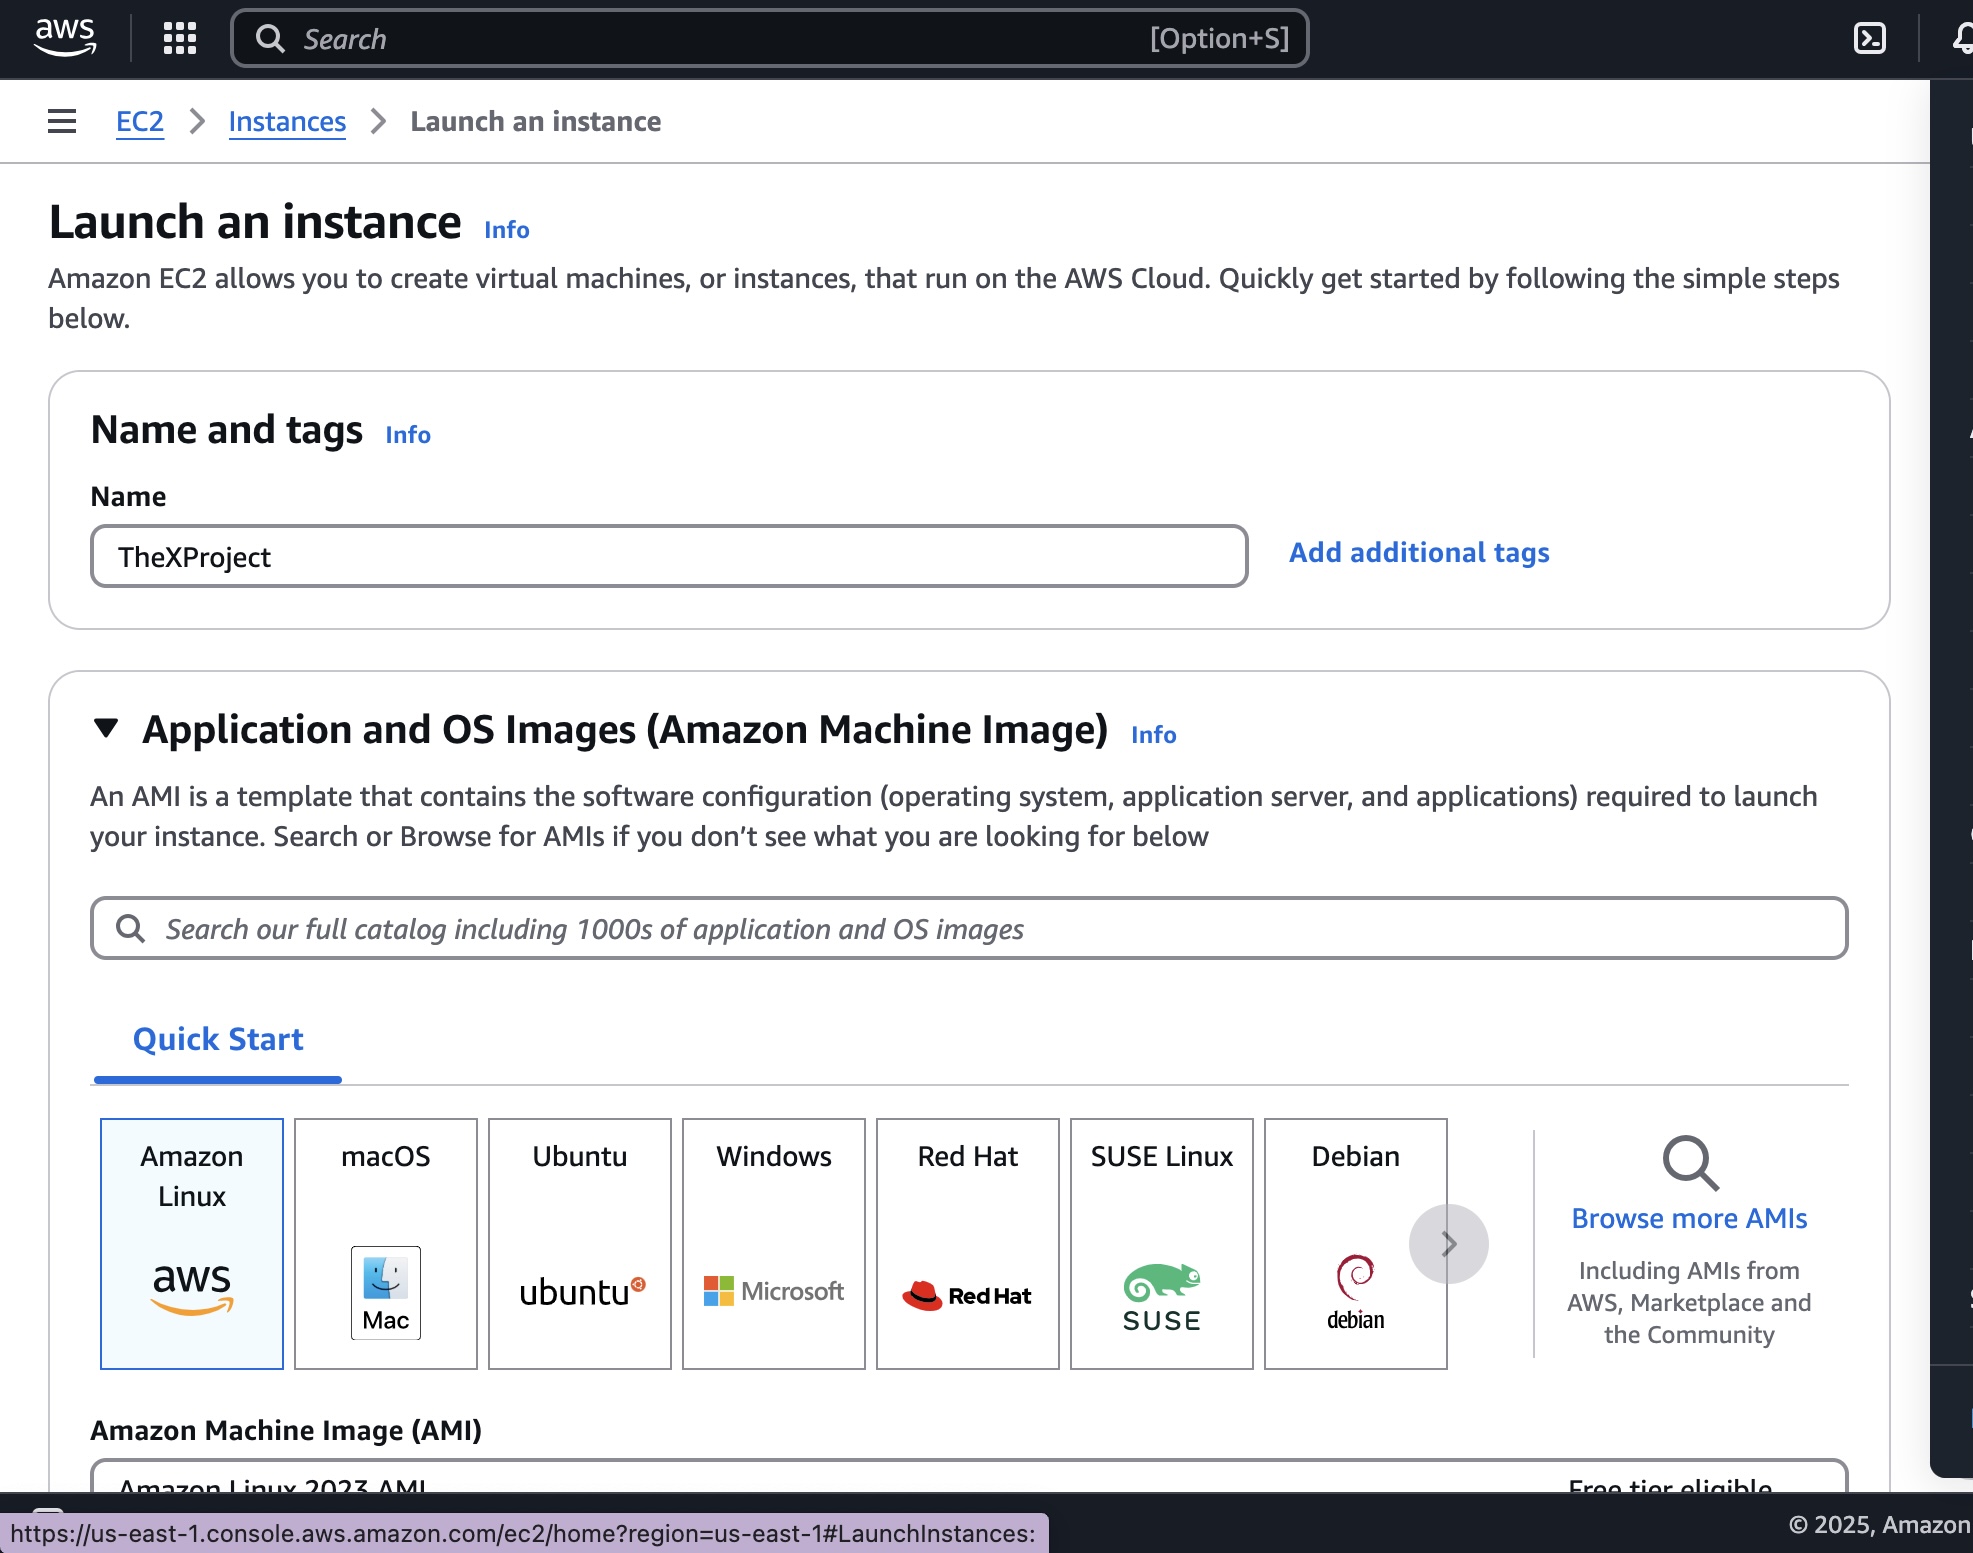 aws
Search [Option+S]
EC2 Instances Launch an instance
Launch an instance Info
Amazon EC2 allows you to create virtual machines, or instances, that run on the AWS Cloud. Quickly get started by following the simple steps
below.
Name and tags Info
Name
TheXProject
Add additional tags
Application and OS Images (Amazon Machine Image) Info
An AMI is a template that contains the software configuration (operating system, application server, and applications) required to launch
your instance. Search or Browse for AMIs if you don’t see what you are looking for below
Search our full catalog including 1000s of application and OS images
Quick Start
Amazon
Linux
aws
macOS
Mac
Ubuntu
ubuntu
Windows
Microsoft
Red Hat
Red Hat
SUSE Linux
SUSE
Debian
debian
Browse more AMIs
Including AMIs from
AWS, Marketplace and
the Community
Amazon Machine Image (AMI)
Amazon Linux 2023 AMI Free tier eligible
© 2025, Amazon
https://us-east-1.console.aws.amazon.com/ec2/home?region=us-east-1#LaunchInstances: